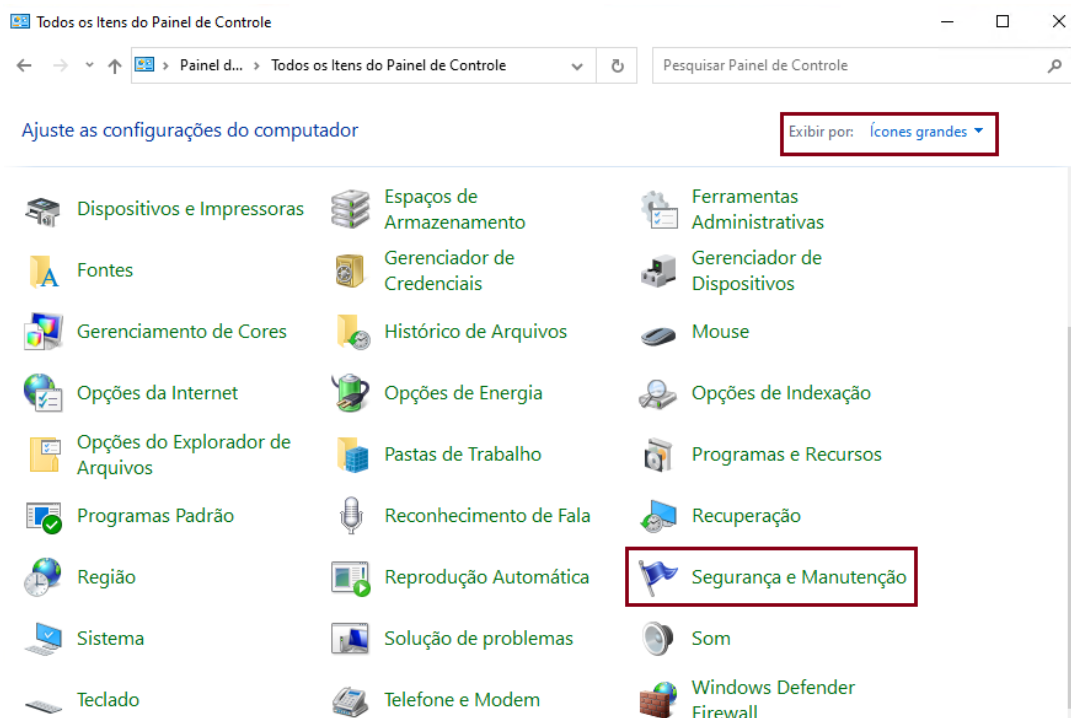 Todos os Itens do Painel de Controle
Painel d... > Todos os Itens do Painel de Controle
Pesquisar Painel de Controle
Ajuste as configurações do computador
Exibir por: Ícones grandes
Dispositivos e Impressoras
Espaços de
Armazenamento
Ferramentas
Administrativas
Fontes
Gerenciador de
Credenciais
Gerenciador de
Dispositivos
Gerenciamento de Cores
Histórico de Arquivos
Mouse
Opções da Internet
Opções de Energia
Opções de Indexação
Opções do Explorador de
Arquivos
Pastas de Trabalho
Programas e Recursos
Programas Padrão
Reconhecimento de Fala
Recuperação
Região
Reprodução Automática
Segurança e Manutenção
Sistema
Solução de problemas
Som
Teclado
Telefone e Modem
Windows Defender
Firewall